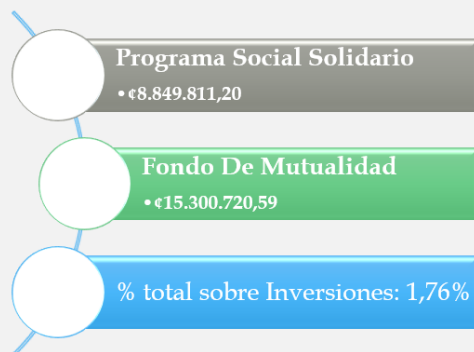 Programa Social Solidario
• ¢8.849.811,20
Fondo De Mutualidad
• ¢15.300.720,59
% total sobre Inversiones: 1,76%